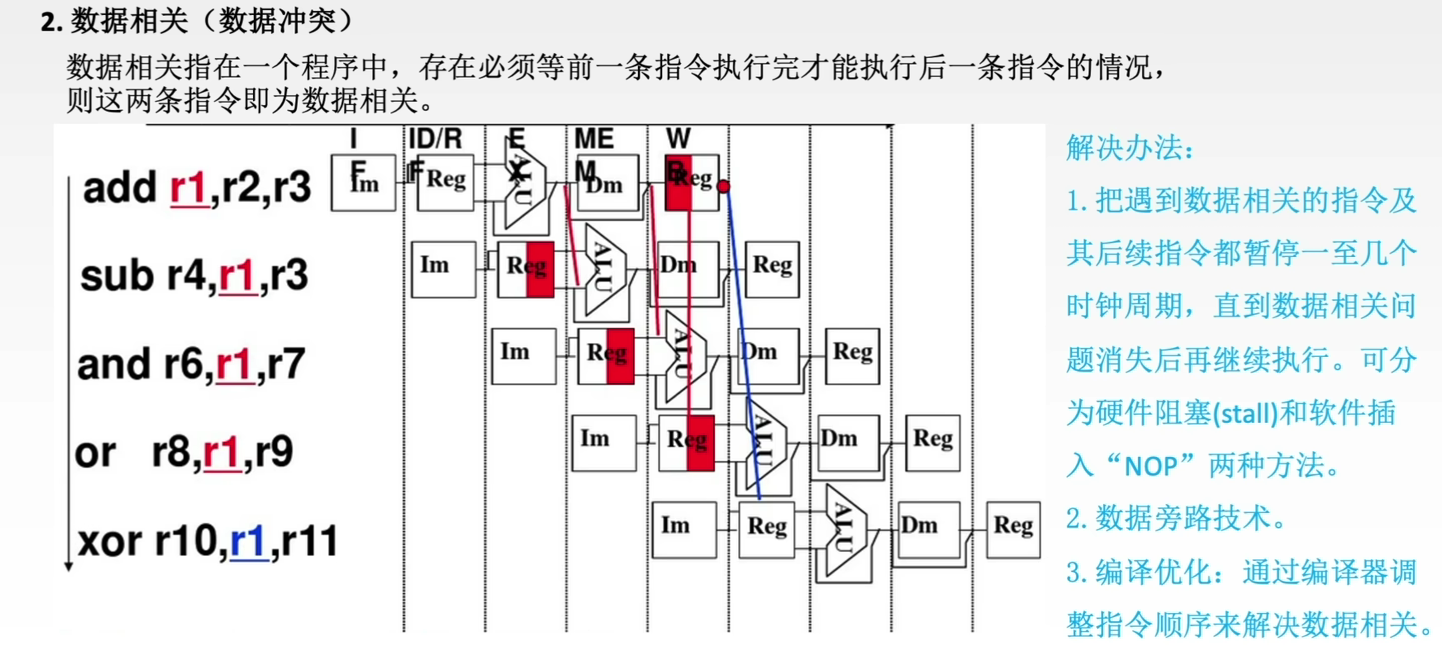 2. 数据相关（数据冲突）
数据相关指在一个程序中，存在必须等前一条指令执行完才能执行后一条指令的情况，
则这两条指令即为数据相关。
IF ID/RF EX MEM WB
add r1,r2,r3 Im Reg ALU Dm Reg
sub r4,r1,r3 Im Reg ALU Dm Reg
and r6,r1,r7 Im Reg ALU Dm Reg
or r8,r1,r9 Im Reg ALU Dm Reg
xor r10,r1,r11 Im Reg ALU Dm Reg
解决办法：
1. 把遇到数据相关的指令及
其后续指令都暂停一至几个
时钟周期，直到数据相关问
题消失后再继续执行。可分
为硬件阻塞(stall)和软件插
入“NOP”两种方法。
2. 数据旁路技术。
3. 编译优化：通过编译器调
整指令顺序来解决数据相关。